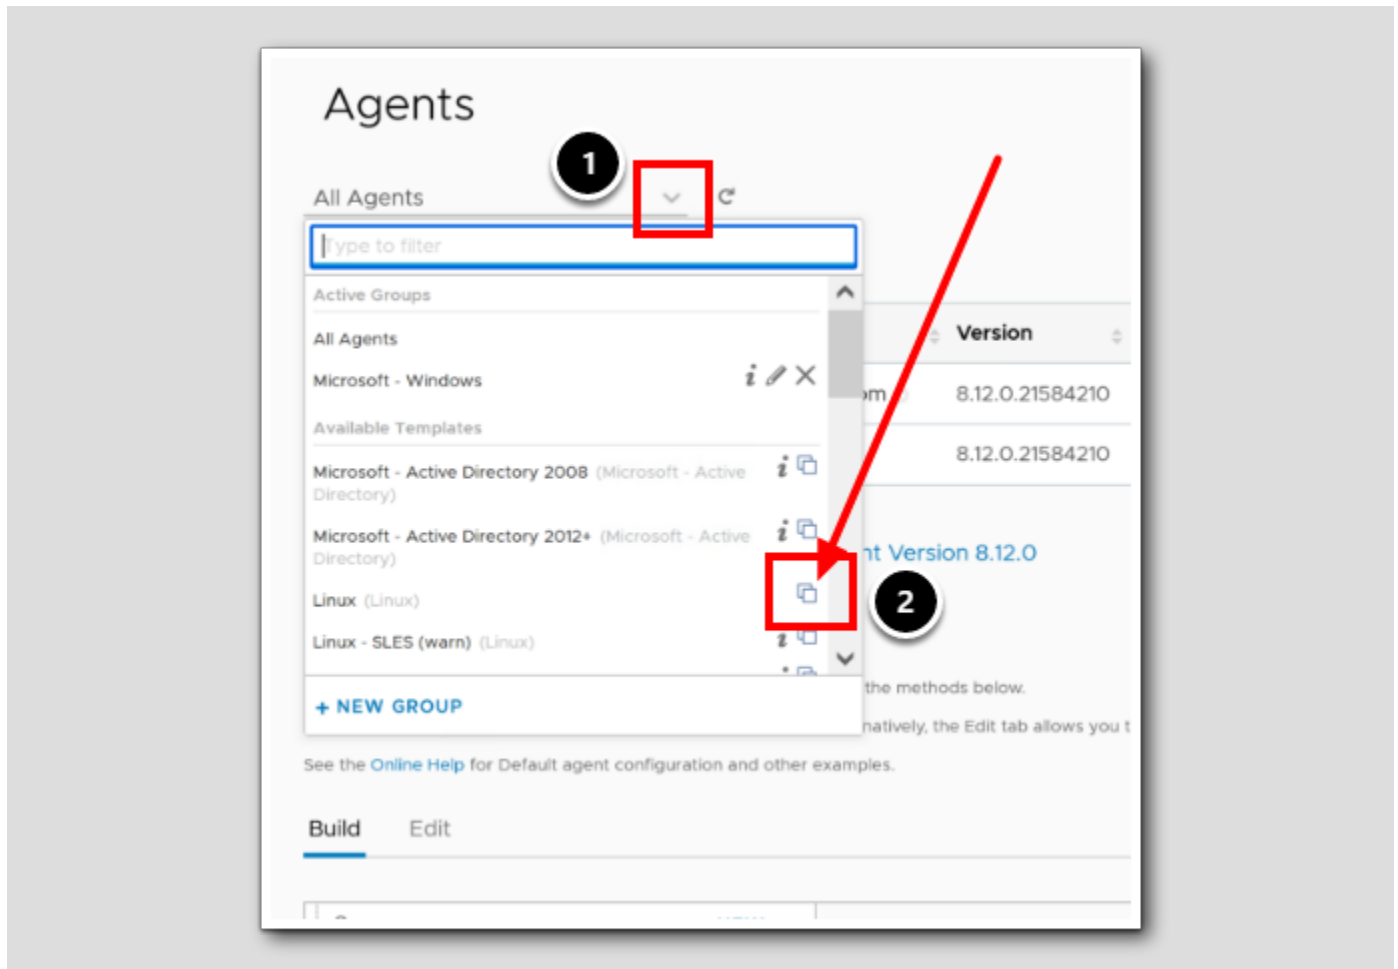 Agents
1
All Agents
Type to filter
Active Groups
All Agents
Version
Microsoft - Windows
om
8.12.0.21584210
Available Templates
8.12.0.21584210
Microsoft - Active Directory 2008 (Microsoft - Active
Directory)
Microsoft - Active Directory 2012+ (Microsoft - Active
Directory)
nt Version 8.12.0
Linux (Linux)
2
Linux - SLES (warn) (Linux)
the methods below.
+ NEW GROUP
natively, the Edit tab allows you t
See the Online Help for Default agent configuration and other examples.
Build Edit